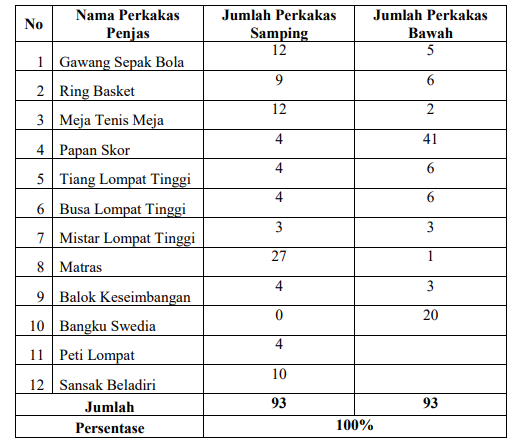 No Nama Perkakas Penjas Jumlah Perkakas Samping Jumlah Perkakas Bawah
1 Gawang Sepak Bola 12 5
2 Ring Basket 9 6
3 Meja Tenis Meja 12 2
4 Papan Skor 4 41
5 Tiang Lompat Tinggi 4 6
6 Busa Lompat Tinggi 4 6
7 Mistar Lompat Tinggi 3 3
8 Matras 27 1
9 Balok Keseimbangan 4 3
10 Bangku Swedia 0 20
11 Peti Lompat 4
12 Sansak Beladiri 10
Jumlah 93 93
Persentase 100%